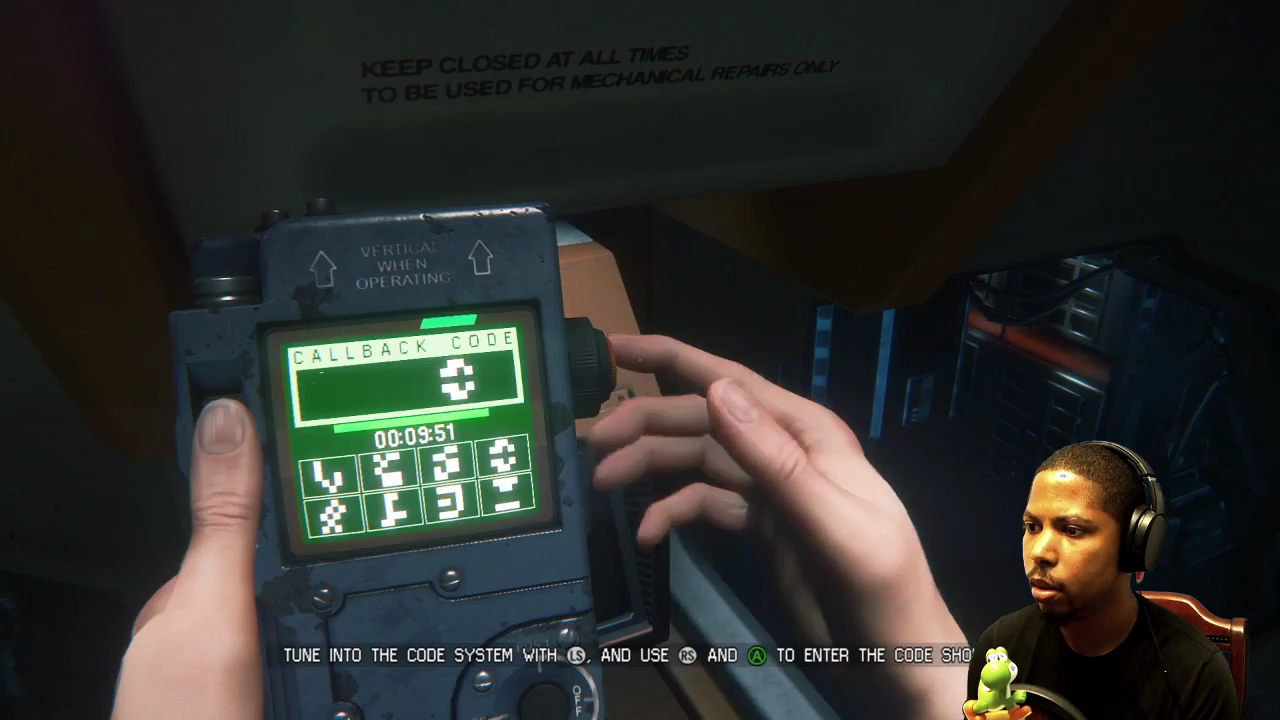 KEEP CLOSED AT ALL TIMES
TO BE USED FOR MECHANICAL REPAIRS ONLY
VERTICAL
WHEN
OPERATING
CALLBACK CODE
00:09:51
OFF
TUNE INTO THE CODE SYSTEM WITH LS, AND USE RS AND A TO ENTER THE CODE SHO